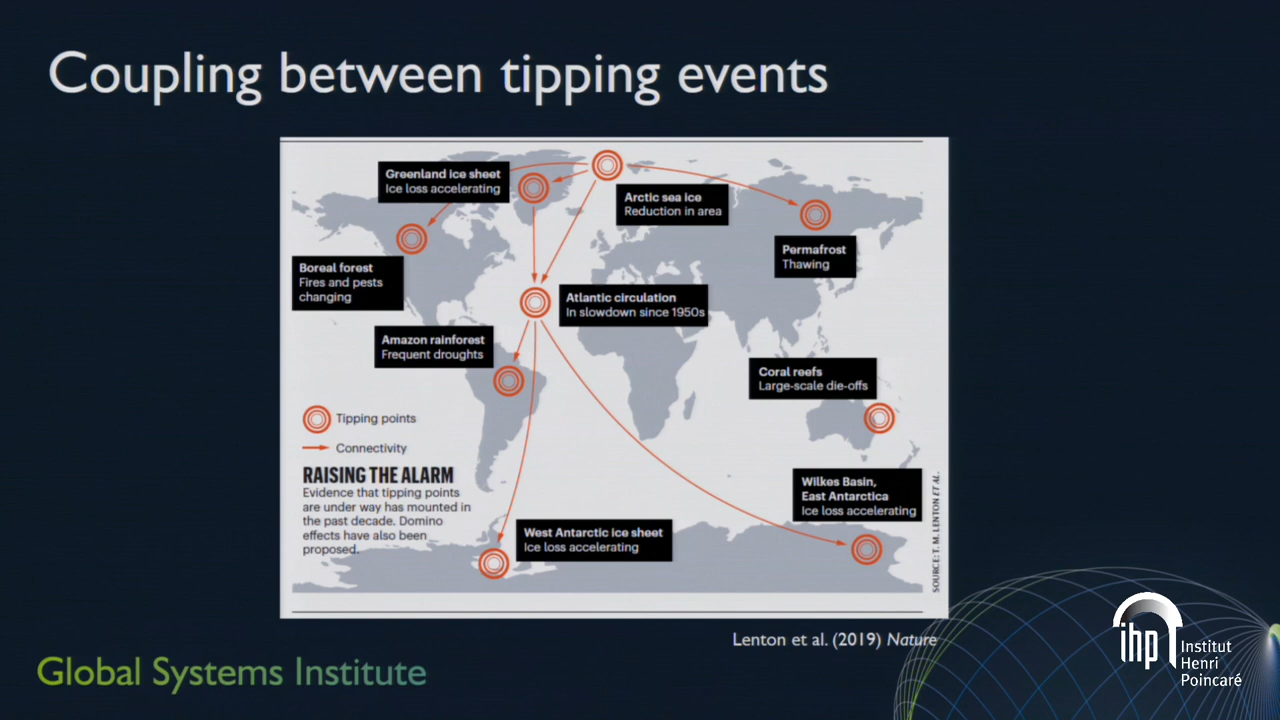 Coupling between tipping events
Greenland ice sheet
Ice loss accelerating
Arctic sea ice
Reduction in area
Permafrost
Thawing
Boreal forest
Fires and pests
changing
Atlantic circulation
In slowdown since 1950s
Amazon rainforest
Frequent droughts
Coral reefs
Large-scale die-offs
Tipping points
Connectivity
RAISING THE ALARM
Evidence that tipping points
are under way has mounted in
the past decade. Domino
effects have also been
proposed.
Wilkes Basin,
East Antarctica
Ice loss accelerating
West Antarctic ice sheet
Ice loss accelerating
SOURCE: T. M. LENTON ET AL.
Lenton et al. (2019) Nature
Global Systems Institute
ihp
Institut
Henri
Poincaré